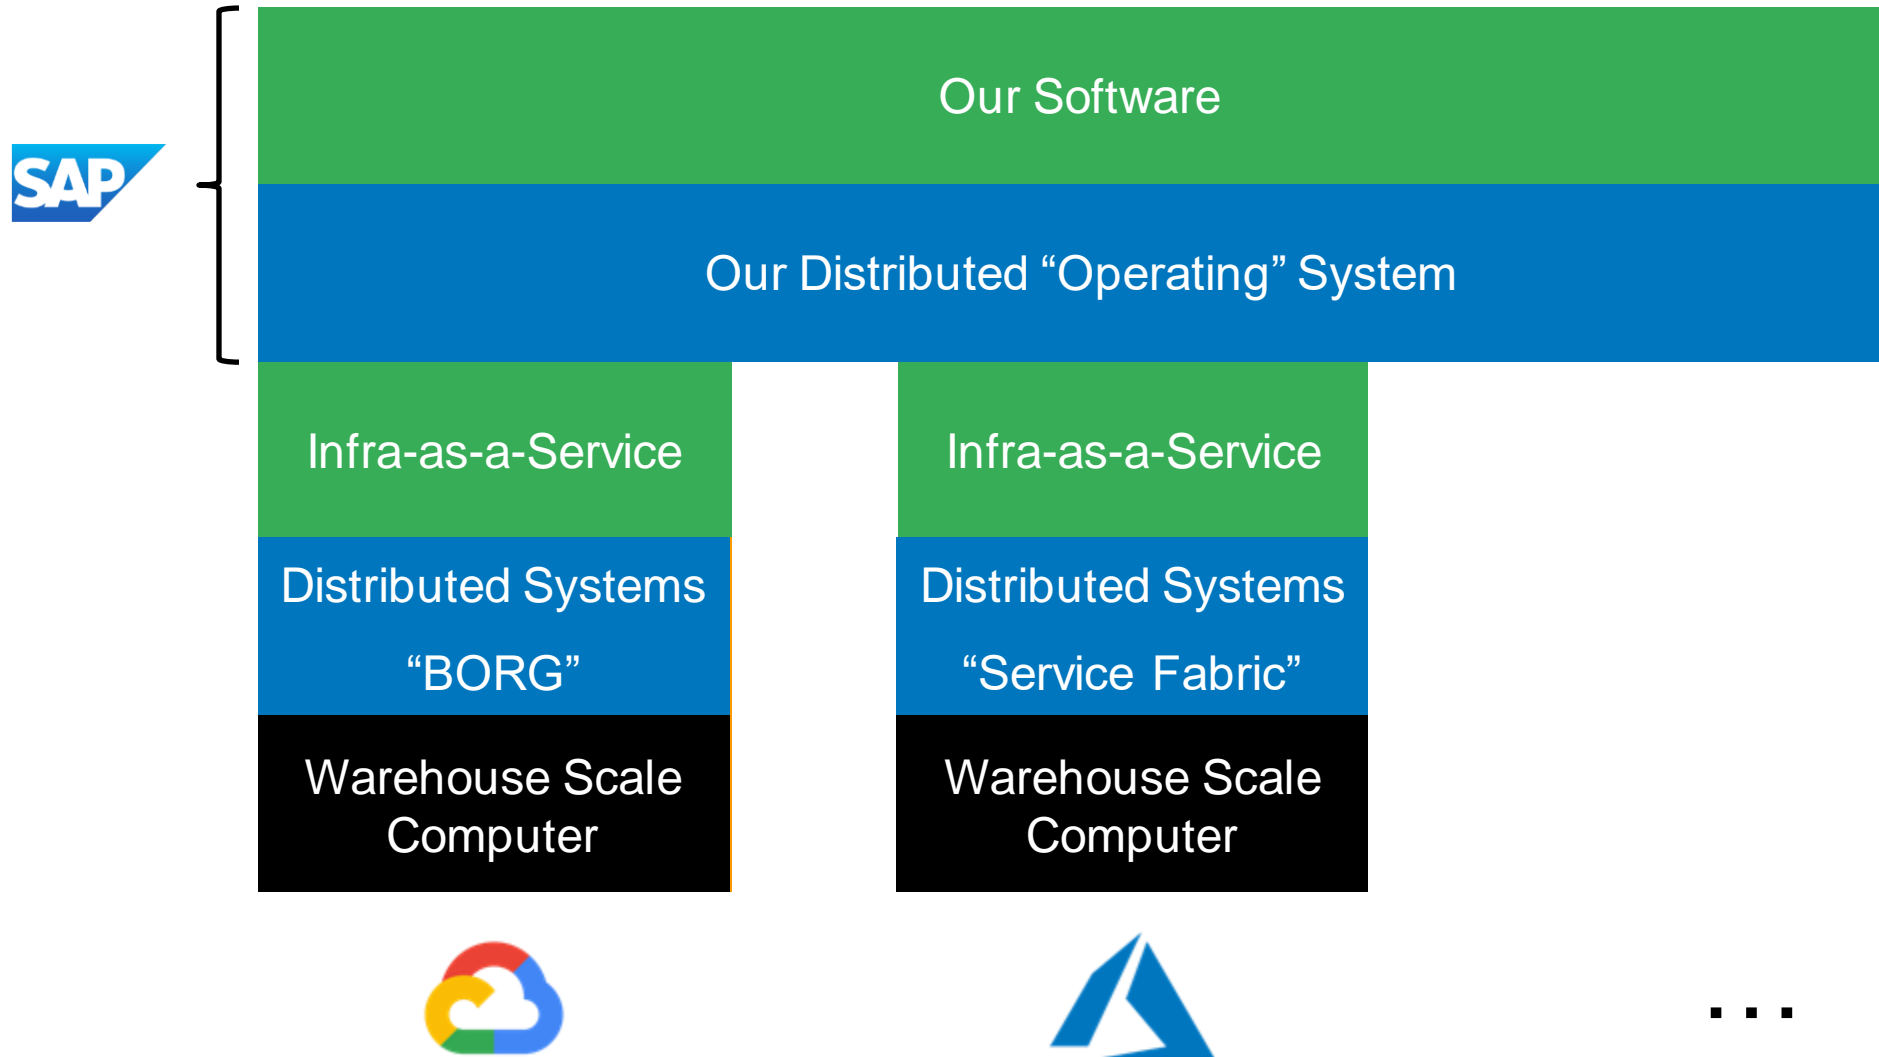 Our Software
SAP
Our Distributed “Operating” System
Infra-as-a-Service
Infra-as-a-Service
Distributed Systems
“BORG”
Distributed Systems
“Service Fabric”
Warehouse Scale
Computer
Warehouse Scale
Computer
...